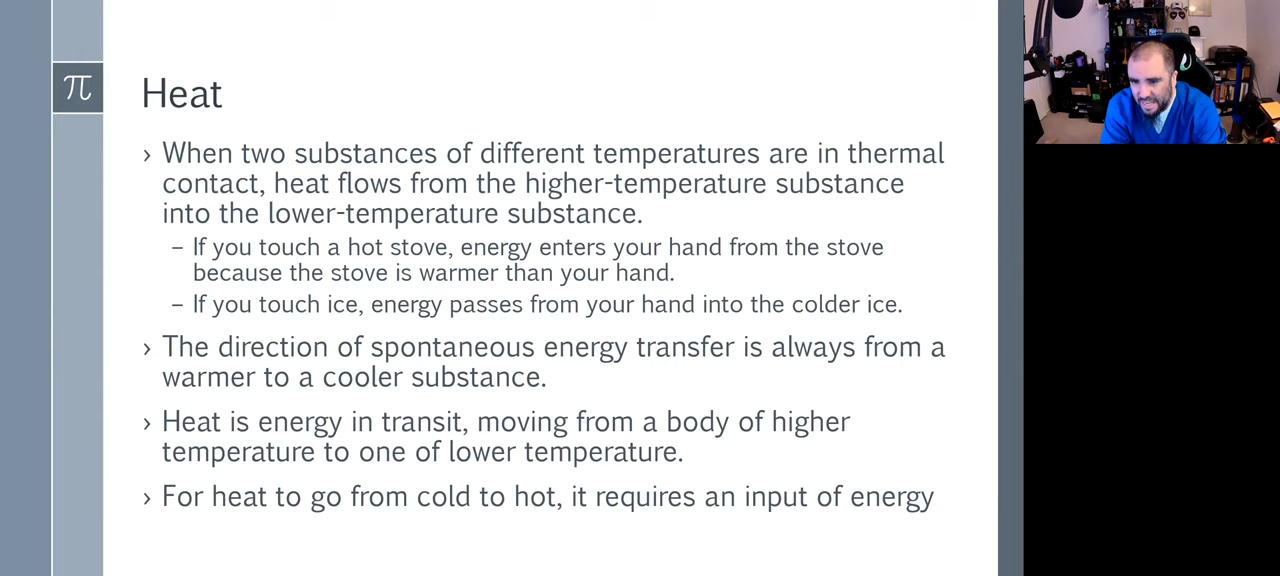 π
Heat
› When two substances of different temperatures are in thermal
contact, heat flows from the higher-temperature substance
into the lower-temperature substance.
– If you touch a hot stove, energy enters your hand from the stove
because the stove is warmer than your hand.
– If you touch ice, energy passes from your hand into the colder ice.
› The direction of spontaneous energy transfer is always from a
warmer to a cooler substance.
› Heat is energy in transit, moving from a body of higher
temperature to one of lower temperature.
› For heat to go from cold to hot, it requires an input of energy